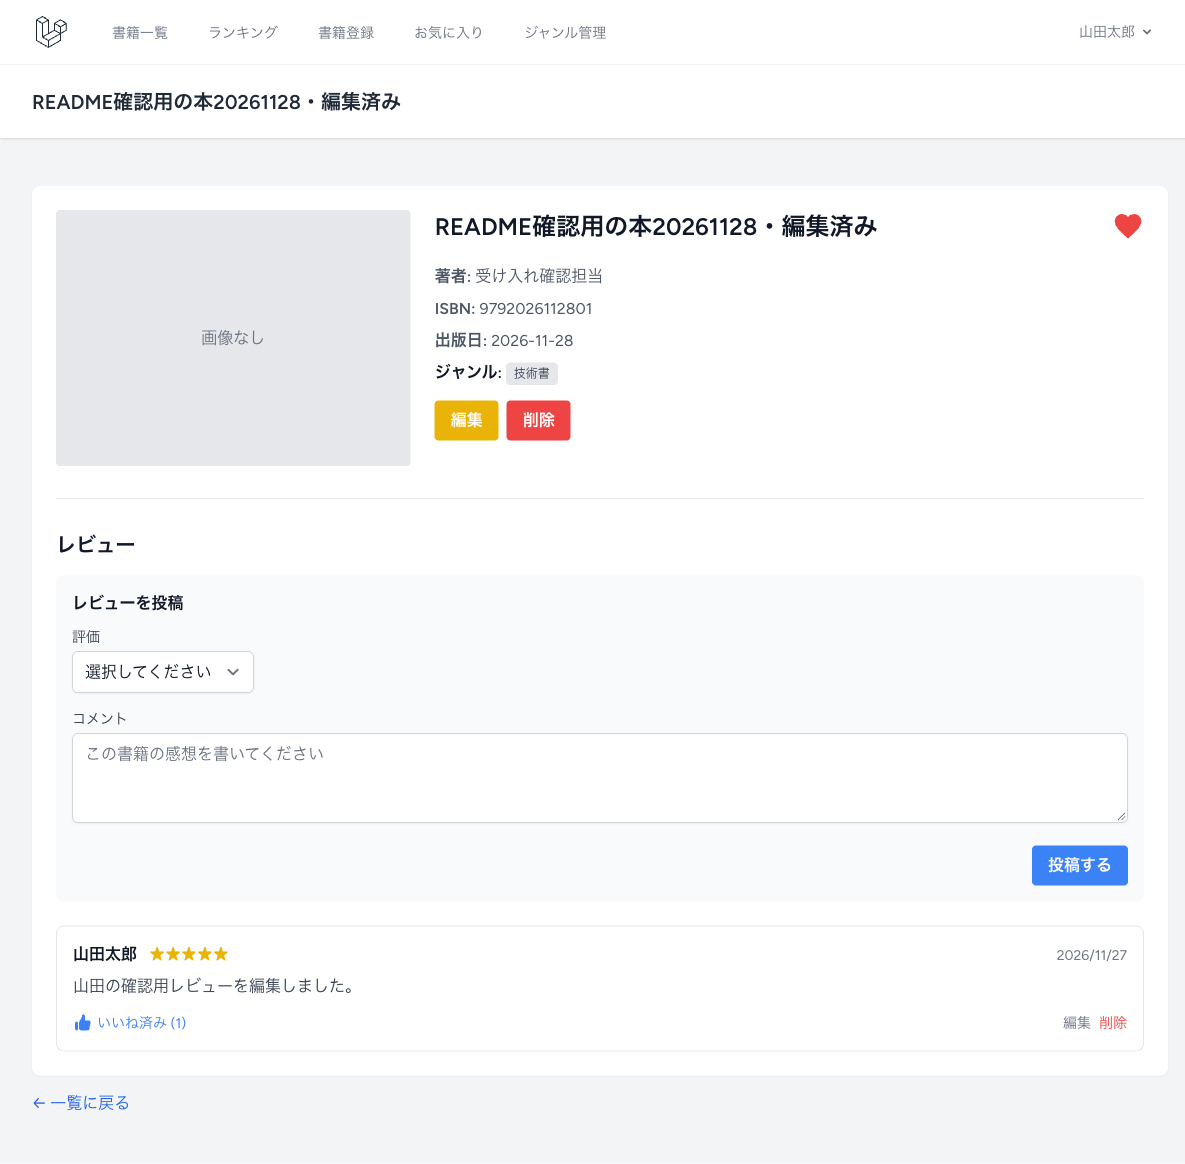 書籍一覧 ランキング 書籍登録 お気に入り ジャンル管理 山田太郎
README確認用の本20261128・編集済み
画像なし
README確認用の本20261128・編集済み
著者: 受け入れ確認担当
ISBN: 9792026112801
出版日: 2026-11-28
ジャンル: 技術書
編集 削除
レビュー
レビューを投稿
評価
選択してください
コメント
この書籍の感想を書いてください
投稿する
山田太郎 ★★★★★ 2026/11/27
山田の確認用レビューを編集しました。
いいね済み (1) 編集 削除
← 一覧に戻る